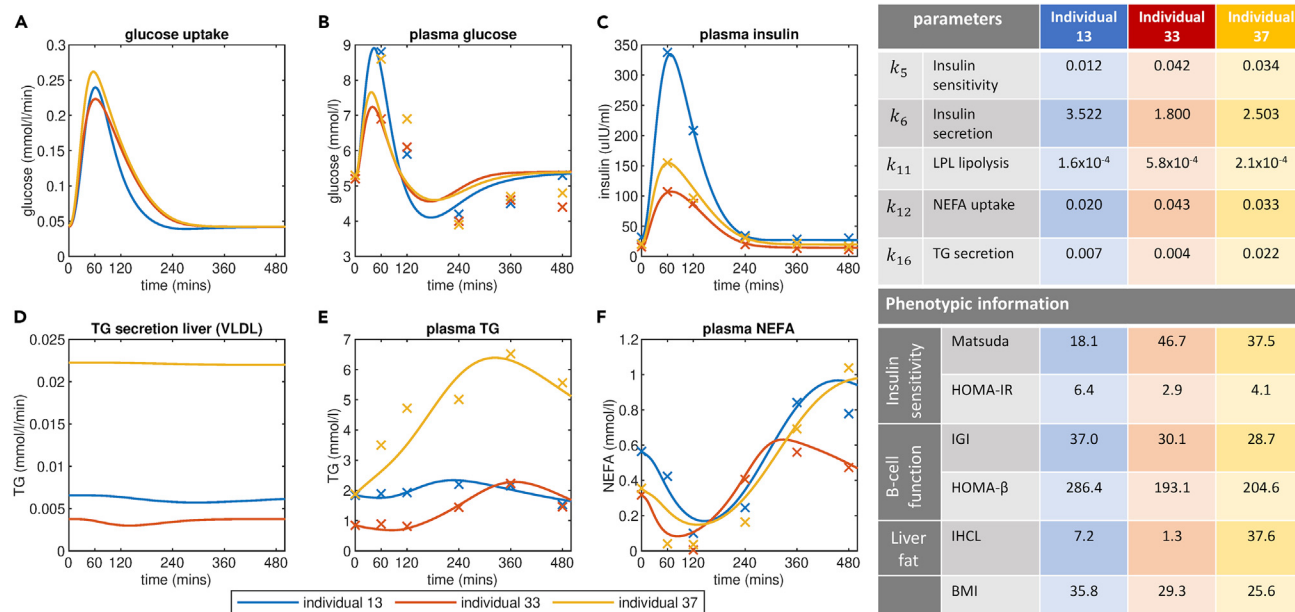 A
glucose uptake
glucose (mmol/l/min)
0.3
0.25
0.2
0.15
0.1
0.05
0
0 60 120 240 360 480
time (mins)
B
plasma glucose
glucose (mmol/l)
9
8
7
6
5
4
3
0 60 120 240 360 480
time (mins)
C
plasma insulin
insulin (uIU/ml)
350
300
250
200
150
100
50
0
0 60 120 240 360 480
time (mins)
D
TG secretion liver (VLDL)
TG (mmol/l/min)
0.025
0.02
0.015
0.01
0.005
0
0 60 120 240 360 480
time (mins)
E
plasma TG
TG (mmol/l)
7
6
5
4
3
2
1
0
0 60 120 240 360 480
time (mins)
F
plasma NEFA
NEFA (mmol/l)
1.2
1
0.8
0.6
0.4
0.2
0
0 60 120 240 360 480
time (mins)
individual 13 individual 33 individual 37
parameters Individual 13 Individual 33 Individual 37
k5 Insulin sensitivity 0.012 0.042 0.034
k6 Insulin secretion 3.522 1.800 2.503
k11 LPL lipolysis 1.6x10-4 5.8x10-4 2.1x10-4
k12 NEFA uptake 0.020 0.043 0.033
k16 TG secretion 0.007 0.004 0.022
Phenotypic information
Insulin sensitivity
Matsuda 18.1 46.7 37.5
HOMA-IR 6.4 2.9 4.1
B-cell function
IGI 37.0 30.1 28.7
HOMA-β 286.4 193.1 204.6
Liver fat
IHCL 7.2 1.3 37.6
BMI 35.8 29.3 25.6